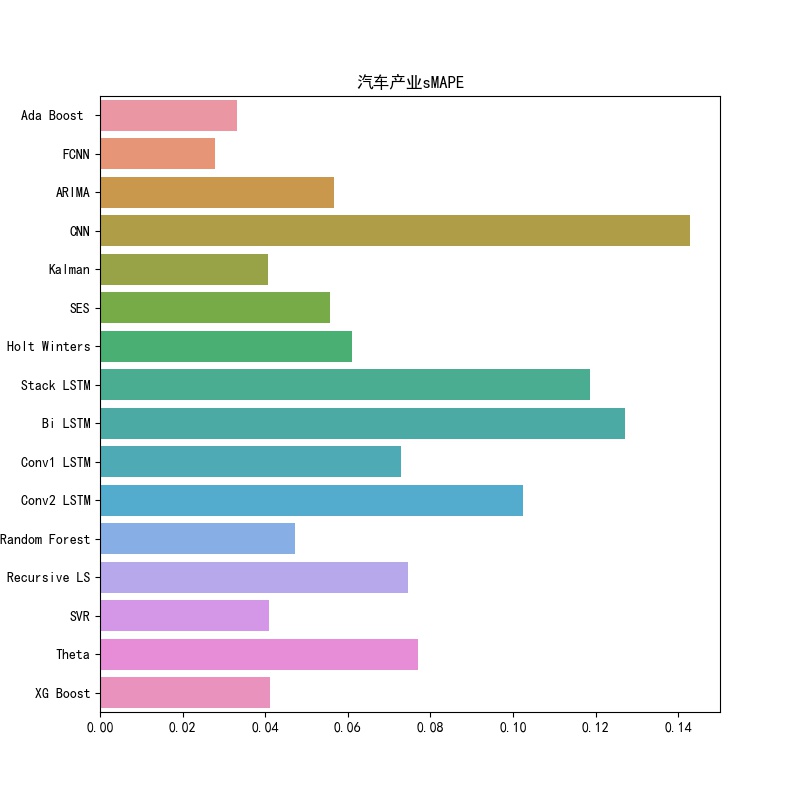 汽车产业sMAPE
Ada Boost
FCNN
ARIMA
CNN
Kalman
SES
Holt Winters
Stack LSTM
Bi LSTM
Conv1 LSTM
Conv2 LSTM
Random Forest
Recursive LS
SVR
Theta
XG Boost
0.00 0.02 0.04 0.06 0.08 0.10 0.12 0.14